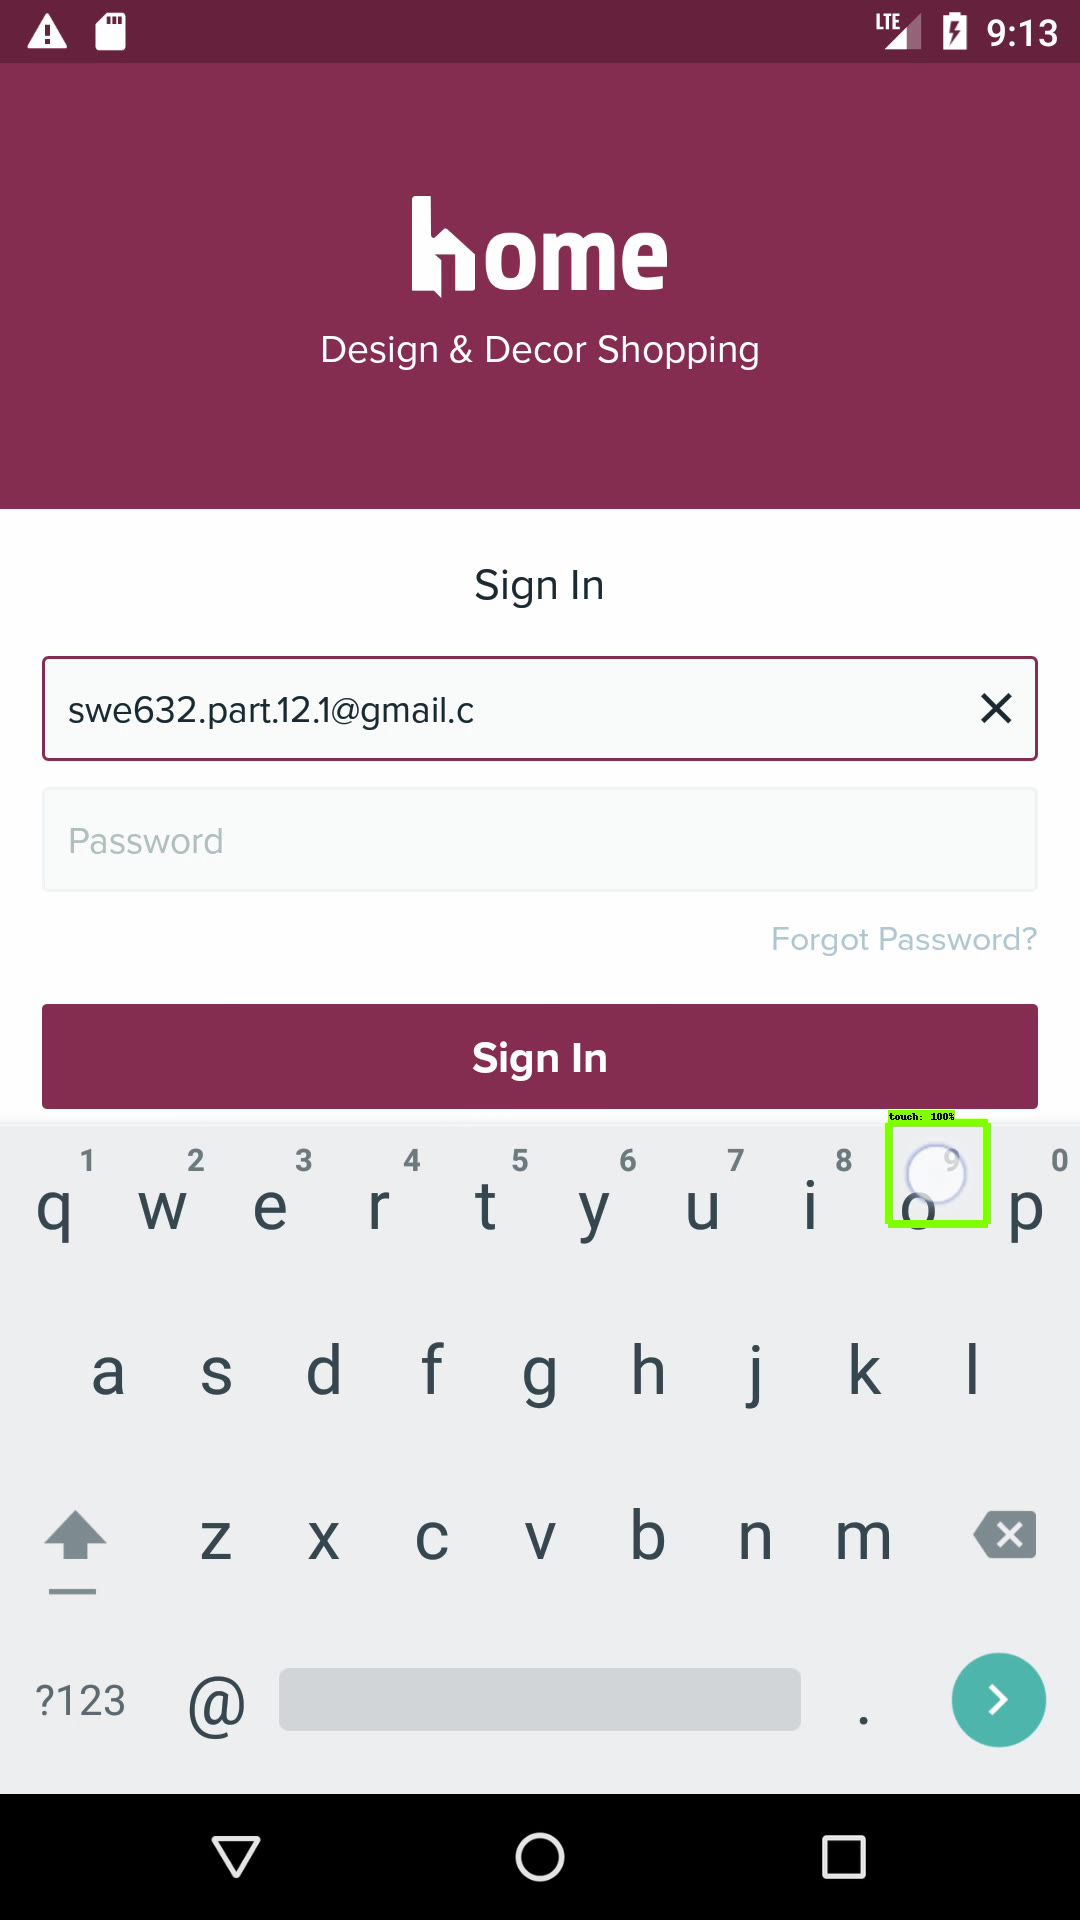 LTE 9:13
home
Design & Decor Shopping
Sign In
swe632.part.12.1@gmail.c
Password
Forgot Password?
Sign In
touch: 100%
1 2 3 4 5 6 7 8 9 0
q w e r t y u i o p
a s d f g h j k l
z x c v b n m
?123 @ .